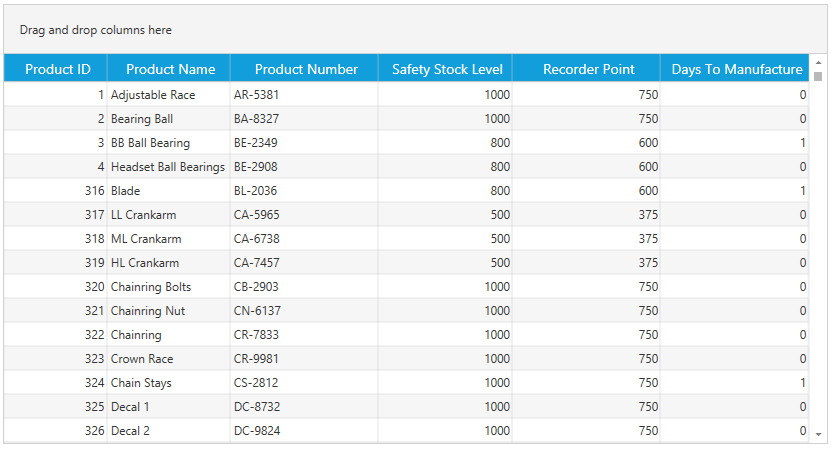 Drag and drop columns here
Product ID Product Name Product Number Safety Stock Level Recorder Point Days To Manufacture
1 Adjustable Race AR-5381 1000 750 0
2 Bearing Ball BA-8327 1000 750 0
3 BB Ball Bearing BE-2349 800 600 1
4 Headset Ball Bearings BE-2908 800 600 0
316 Blade BL-2036 800 600 1
317 LL Crankarm CA-5965 500 375 0
318 ML Crankarm CA-6738 500 375 0
319 HL Crankarm CA-7457 500 375 0
320 Chainring Bolts CB-2903 1000 750 0
321 Chainring Nut CN-6137 1000 750 0
322 Chainring CR-7833 1000 750 0
323 Crown Race CR-9981 1000 750 0
324 Chain Stays CS-2812 1000 750 1
325 Decal 1 DC-8732 1000 750 0
326 Decal 2 DC-9824 1000 750 0